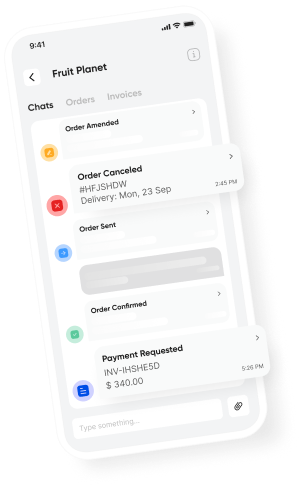 9:41
Fruit Planet
Chats Orders Invoices
Order Amended
Order Canceled
#HFJSHDW
Delivery: Mon, 23 Sep
2:45 PM
Order Sent
Order Confirmed
Payment Requested
INV-IHSHE5D
$ 340.00
5:26 PM
Type something...